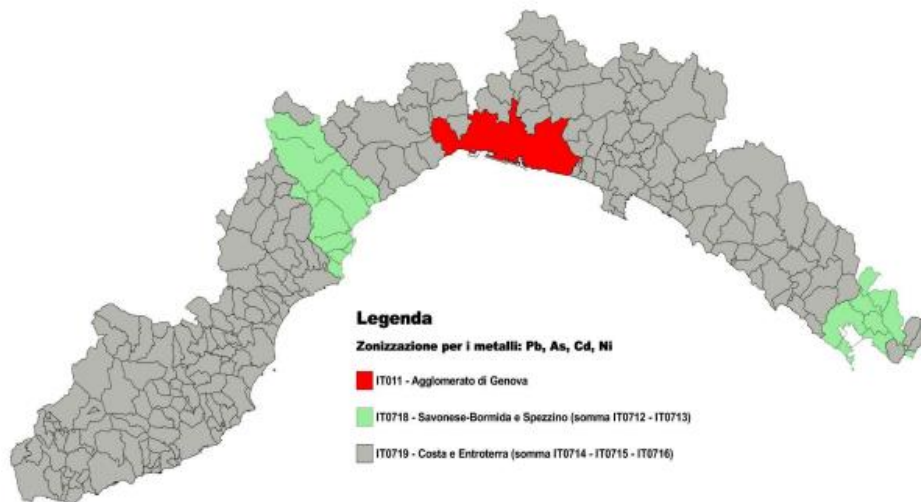 Legenda
Zonizzazione per i metalli: Pb, As, Cd, Ni
IT011 - Agglomerato di Genova
IT0718 - Savonese-Bormida e Spezzino (somma IT0712 - IT0713)
IT0719 - Costa e Entroterra (somma IT0714 - IT0715 - IT0716)